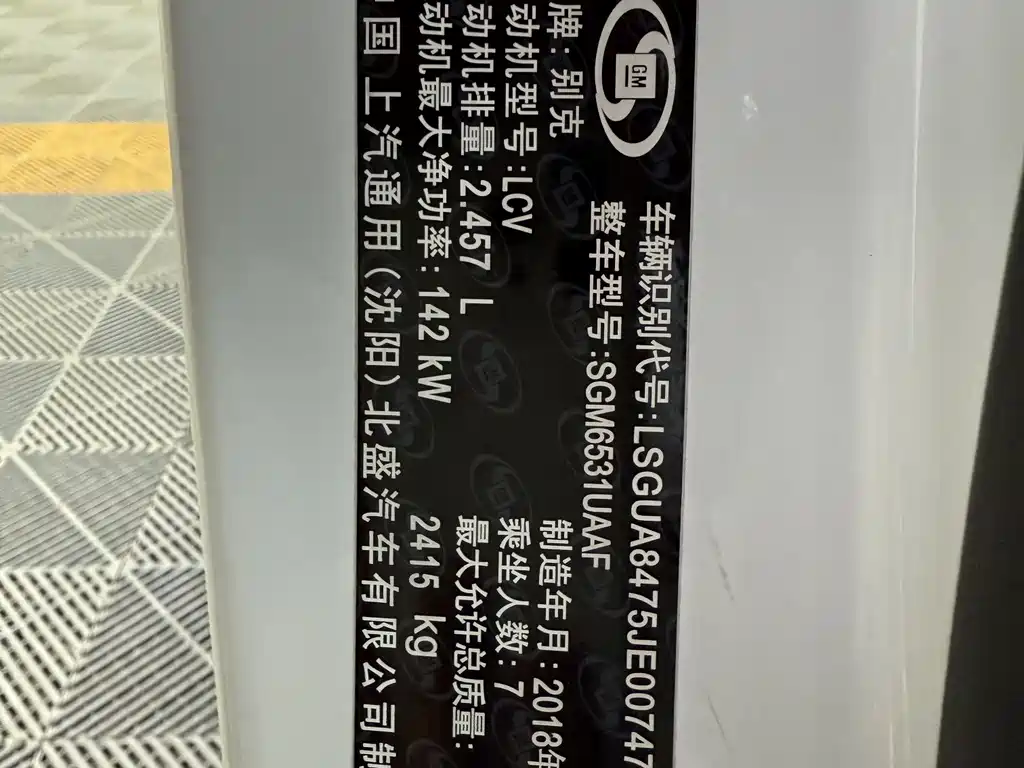 GM
车辆识别代号:LSGUA8475JE00747
整车型号:SGM6531UAAF
牌:别克
制造年月:2018年
动机型号:LCV
乘坐人数:7
动机排量:2.457 L
最大允许总质量:
动机最大净功率:142 kW
2415 kg
中国上汽通用(沈阳)北盛汽车有限公司制